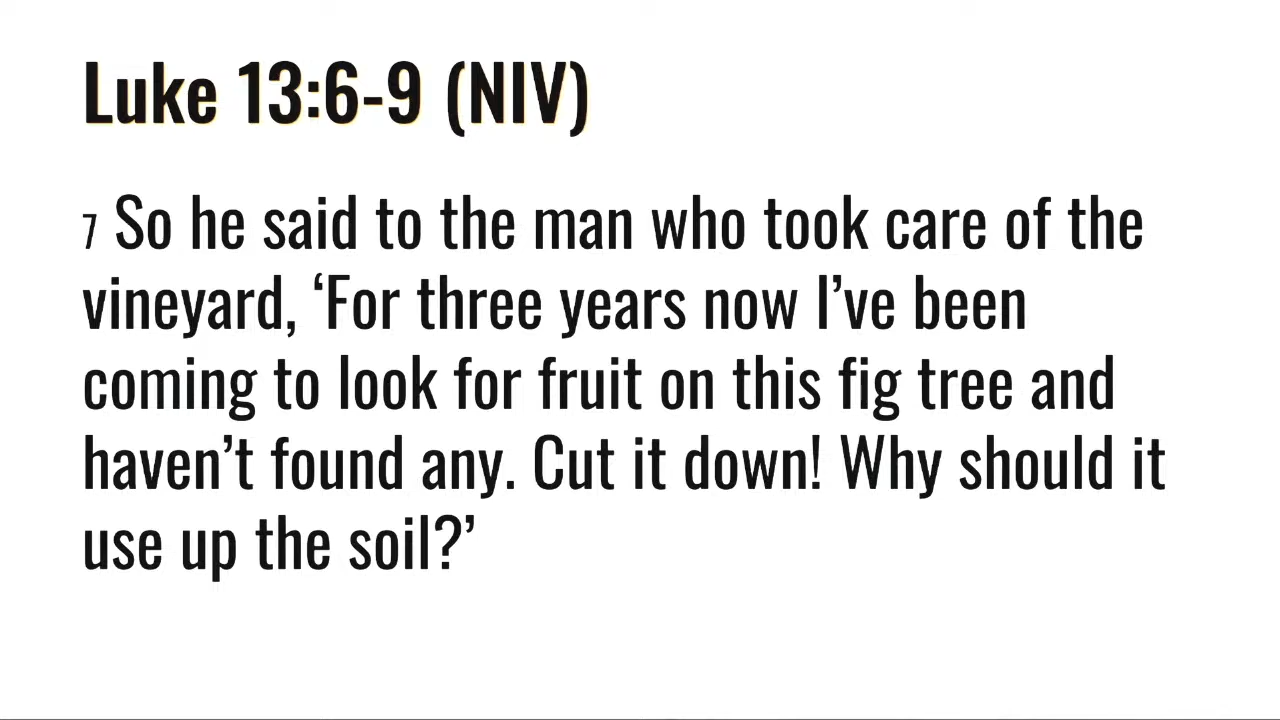 Luke 13:6-9 (NIV)
7 So he said to the man who took care of the
vineyard, ‘For three years now I’ve been
coming to look for fruit on this fig tree and
haven’t found any. Cut it down! Why should it
use up the soil?’